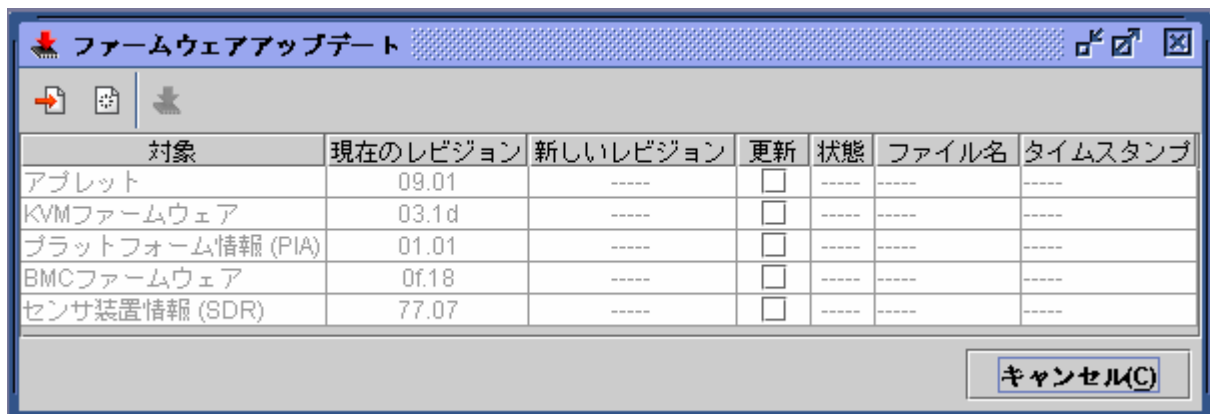 ファームウェアアップデート
対象 現在のレビジョン 新しいレビジョン 更新 状態 ファイル名 タイムスタンプ
アプレット 09.01 ----- ----- ----- -----
KVMファームウェア 03.1d ----- ----- ----- -----
プラットフォーム情報 (PIA) 01.01 ----- ----- ----- -----
BMCファームウェア 0f.18 ----- ----- ----- -----
センサ装置情報 (SDR) 77.07 ----- ----- ----- -----
キャンセル(C)